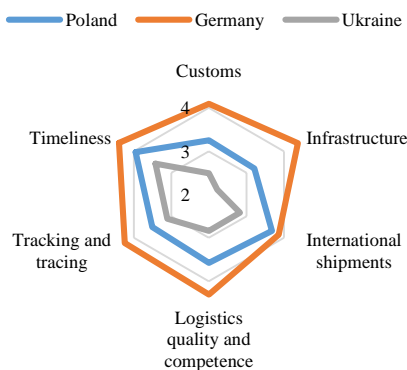 Poland Germany Ukraine
Customs
4
Timeliness
Infrastructure
3
2
Tracking and
tracing
International
shipments
Logistics
quality and
competence